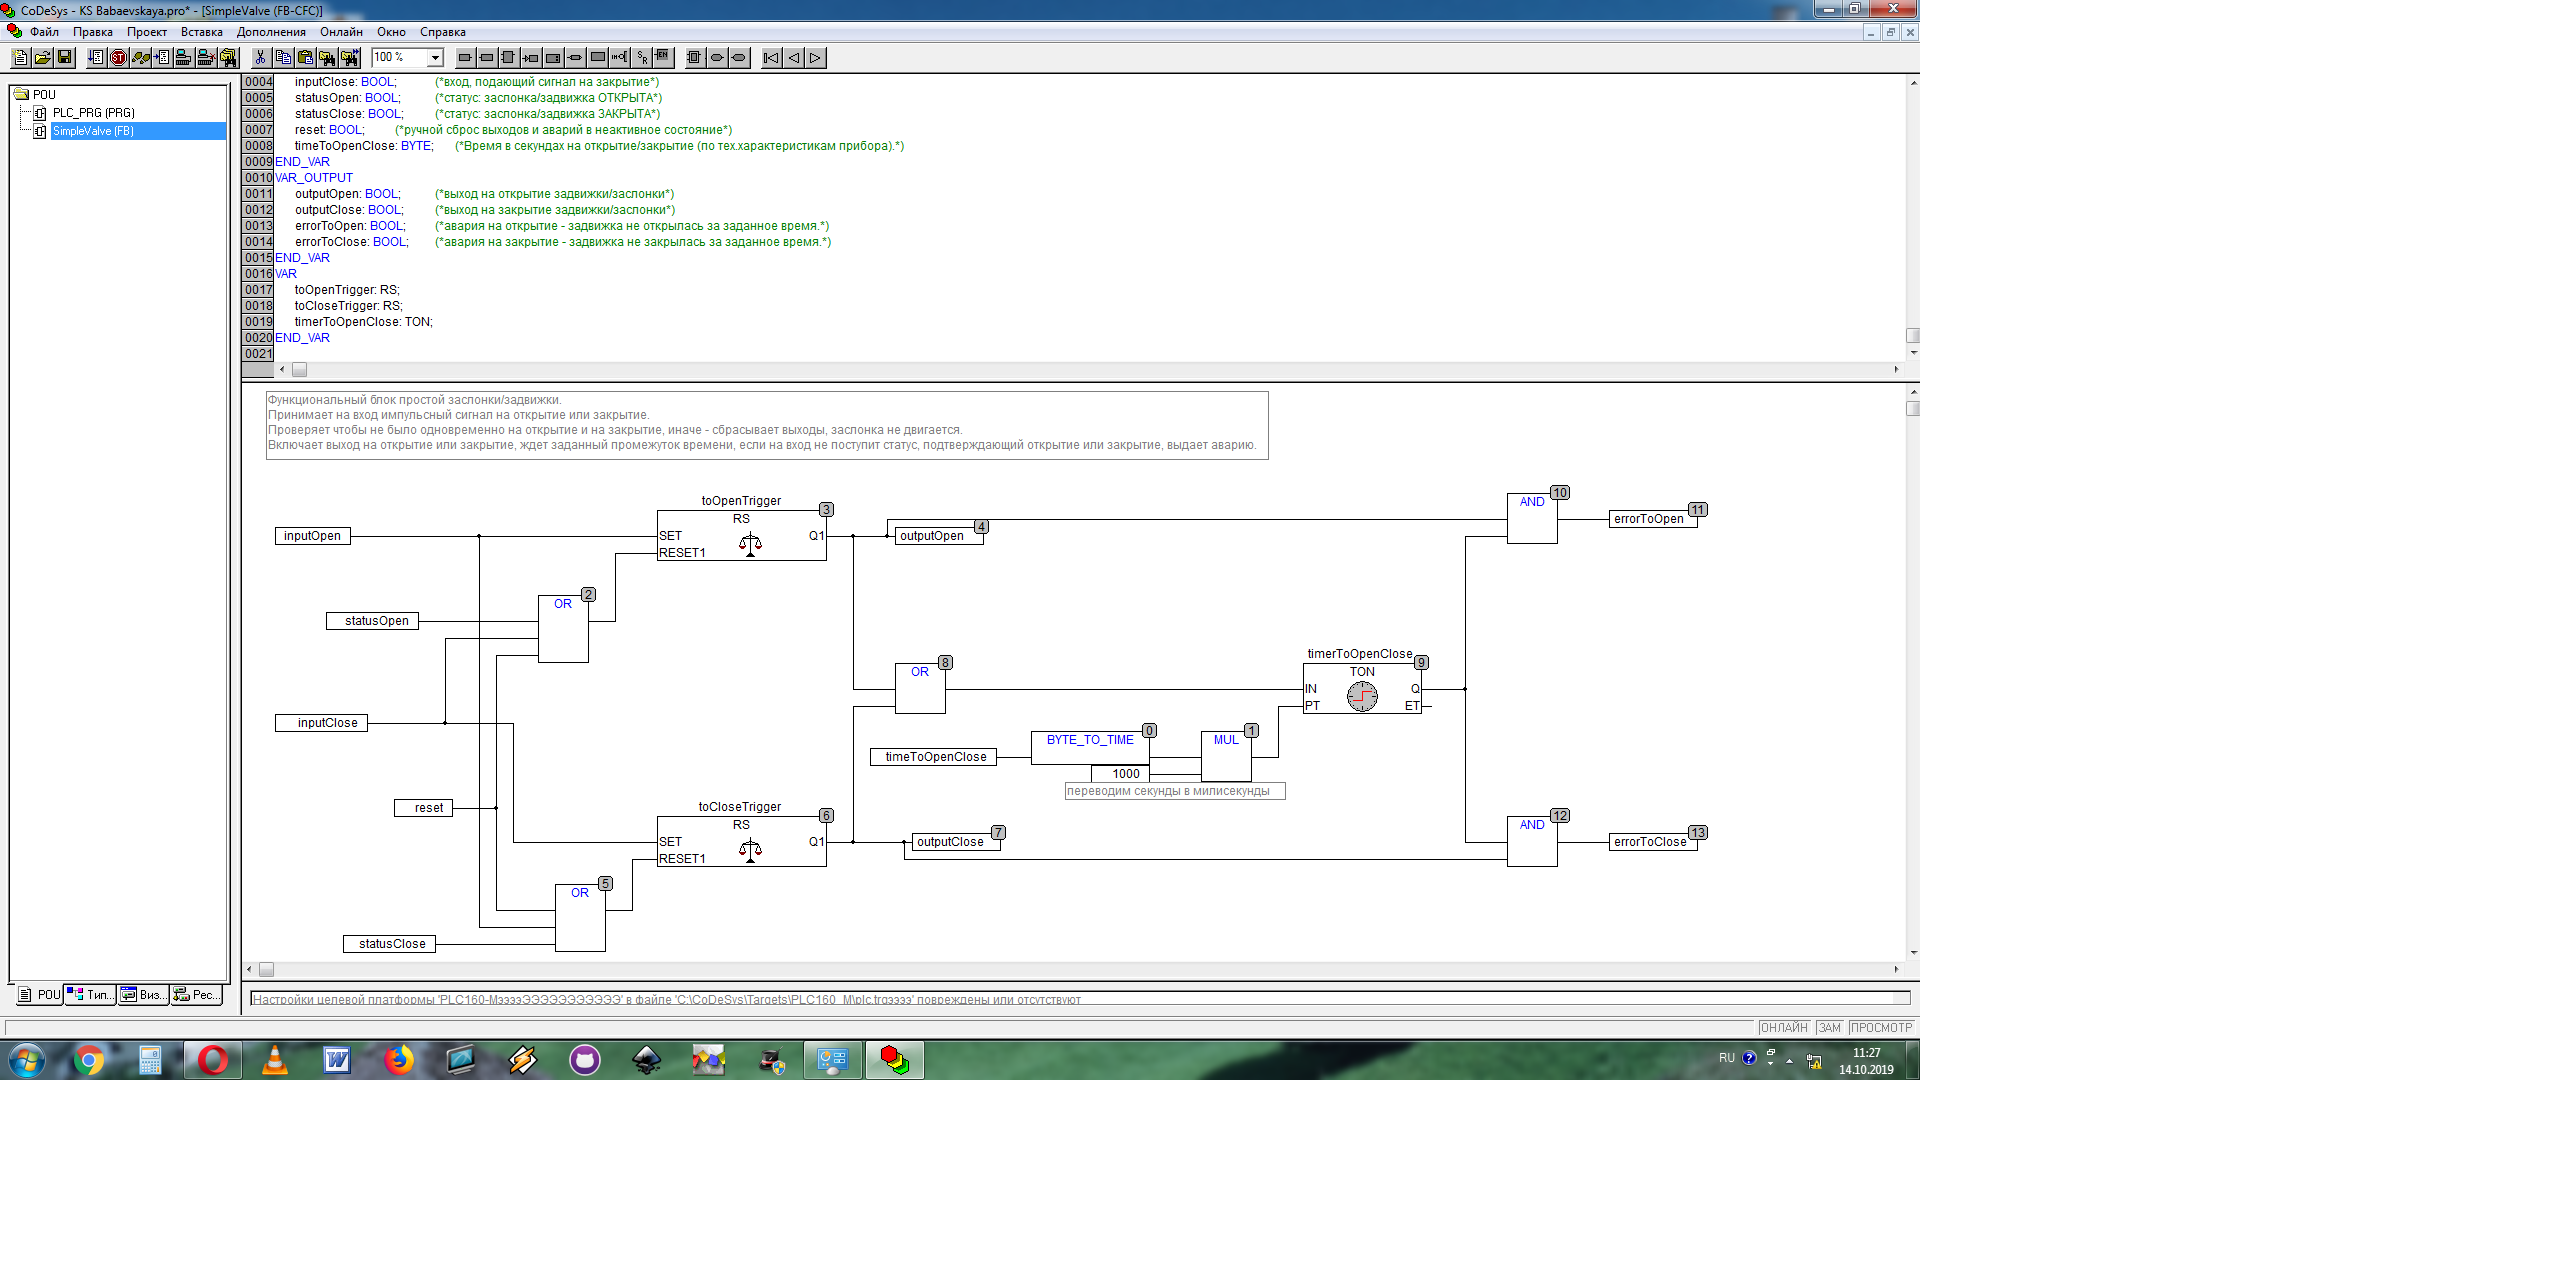 CoDeSys - KS Babaevskaya.pro* - [SimpleValve (FB-CFC)]
Файл Правка Проект Вставка Дополнения Онлайн Окно Справка
100 %
POU
PLC_PRG (PRG)
SimpleValve (FB)
0004 inputClose: BOOL; (*вход, подающий сигнал на закрытие*)
0005 statusOpen: BOOL; (*статус: заслонка/задвижка ОТКРЫТА*)
0006 statusClose: BOOL; (*статус: заслонка/задвижка ЗАКРЫТА*)
0007 reset: BOOL; (*ручной сброс выходов и аварий в неактивное состояние*)
0008 timeToOpenClose: BYTE; (*Время в секундах на открытие/закрытие (по тех.характеристикам прибора).*)
0009 END_VAR
0010 VAR_OUTPUT
0011 outputOpen: BOOL; (*выход на открытие задвижки/заслонки*)
0012 outputClose: BOOL; (*выход на закрытие задвижки/заслонки*)
0013 errorToOpen: BOOL; (*авария на открытие - задвижка не открылась за заданное время.*)
0014 errorToClose: BOOL; (*авария на закрытие - задвижка не закрылась за заданное время.*)
0015 END_VAR
0016 VAR
0017 toOpenTrigger: RS;
0018 toCloseTrigger: RS;
0019 timerToOpenClose: TON;
0020 END_VAR
0021
Функциональный блок простой заслонки/задвижки.
Принимает на вход импульсный сигнал на открытие или закрытие.
Проверяет чтобы не было одновременно на открытие и на закрытие, иначе - сбрасывает выходы, заслонка не двигается.
Включает выход на открытие или закрытие, ждет заданный промежуток времени, если на вход не поступит статус, подтверждающий открытие или закрытие, выдает аварию.
toOpenTrigger
3
RS
inputOpen
SET
RESET1
Q1
outputOpen
4
AND
10
errorToOpen
11
statusOpen
OR
2
inputClose
OR
8
timerToOpenClose
9
TON
IN
PT
Q
ET
timeToOpenClose
BYTE_TO_TIME
0
1000
MUL
1
переводим секунды в милисекунды
reset
toCloseTrigger
6
RS
SET
RESET1
Q1
outputClose
7
AND
12
errorToClose
13
OR
5
statusClose
POU Тип... Виз... Рес...
Настройки целевой платформы 'PLC160-МэзээЭЭЭЭЭЭЭЭЭЭЭ' в файле 'C:\CoDeSys\Targets\PLC160_M\plc.trgээээ' повреждены или отсутствуют
ОНЛАЙН ЗАМ ПРОСМОТР
RU
11:27
14.10.2019